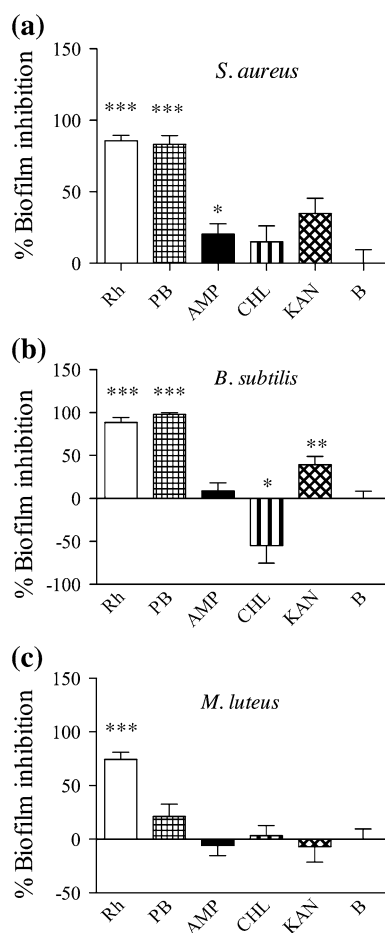 (a)
% Biofilm inhibition
150
100
50
0
S. aureus
***
***
*
Rh
PB
AMP
CHL
KAN
B
(b)
% Biofilm inhibition
150
100
50
0
-50
-100
B. subtilis
***
***
*
**
Rh
PB
AMP
CHL
KAN
B
(c)
% Biofilm inhibition
150
100
50
0
-50
M. luteus
***
Rh
PB
AMP
CHL
KAN
B